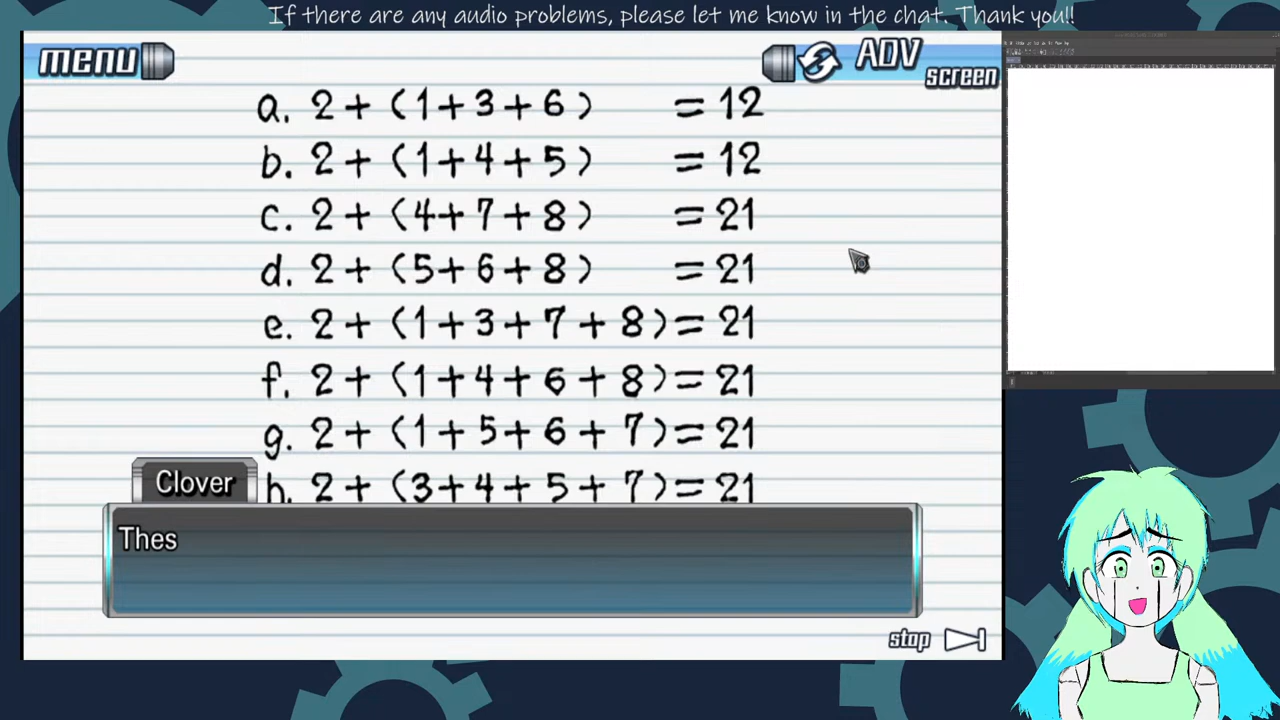 If there are any audio problems, please let me know in the chat. Thank you!!
menu
ADV
screen
a. 2 + (1 + 3 + 6) = 12
b. 2 + (1 + 4 + 5) = 12
c. 2 + (4 + 7 + 8) = 21
d. 2 + (5 + 6 + 8) = 21
e. 2 + (1 + 3 + 7 + 8) = 21
f. 2 + (1 + 4 + 6 + 8) = 21
g. 2 + (1 + 5 + 6 + 7) = 21
h. 2 + (3 + 4 + 5 + 7) = 21
Clover
Thes
stop